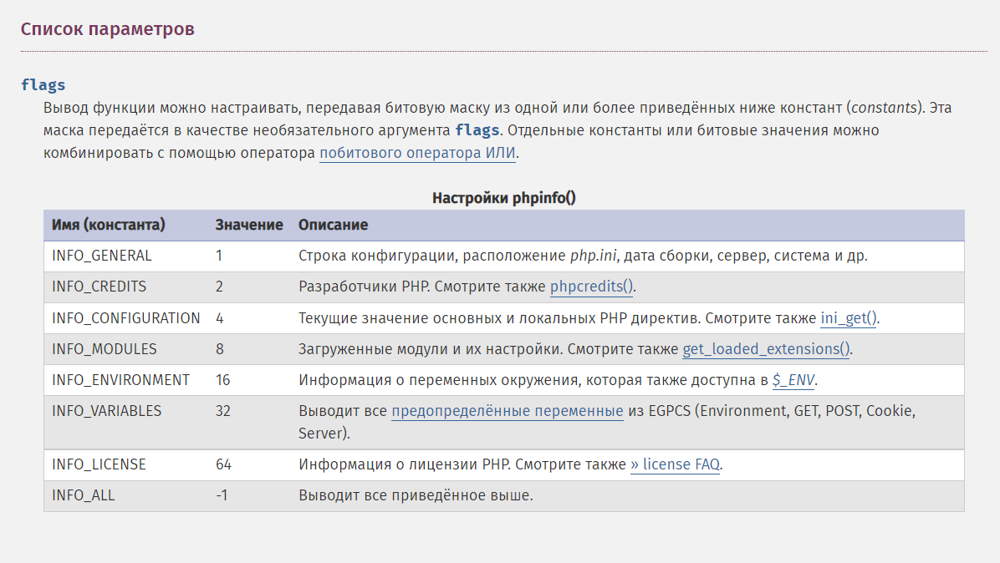 Список параметров
flags
Вывод функции можно настраивать, передавая битовую маску из одной или более приведённых ниже констант (constants). Эта
маска передаётся в качестве необязательного аргумента flags. Отдельные константы или битовые значения можно
комбинировать с помощью оператора побитового оператора ИЛИ.
Настройки phpinfo()
Имя (константа) Значение Описание
INFO_GENERAL 1 Строка конфигурации, расположение php.ini, дата сборки, сервер, система и др.
INFO_CREDITS 2 Разработчики PHP. Смотрите также phpcredits().
INFO_CONFIGURATION 4 Текущие значение основных и локальных PHP директив. Смотрите также ini_get().
INFO_MODULES 8 Загруженные модули и их настройки. Смотрите также get_loaded_extensions().
INFO_ENVIRONMENT 16 Информация о переменных окружения, которая также доступна в $_ENV.
INFO_VARIABLES 32 Выводит все предопределённые переменные из EGPCS (Environment, GET, POST, Cookie,
Server).
INFO_LICENSE 64 Информация о лицензии PHP. Смотрите также » license FAQ.
INFO_ALL -1 Выводит все приведённое выше.